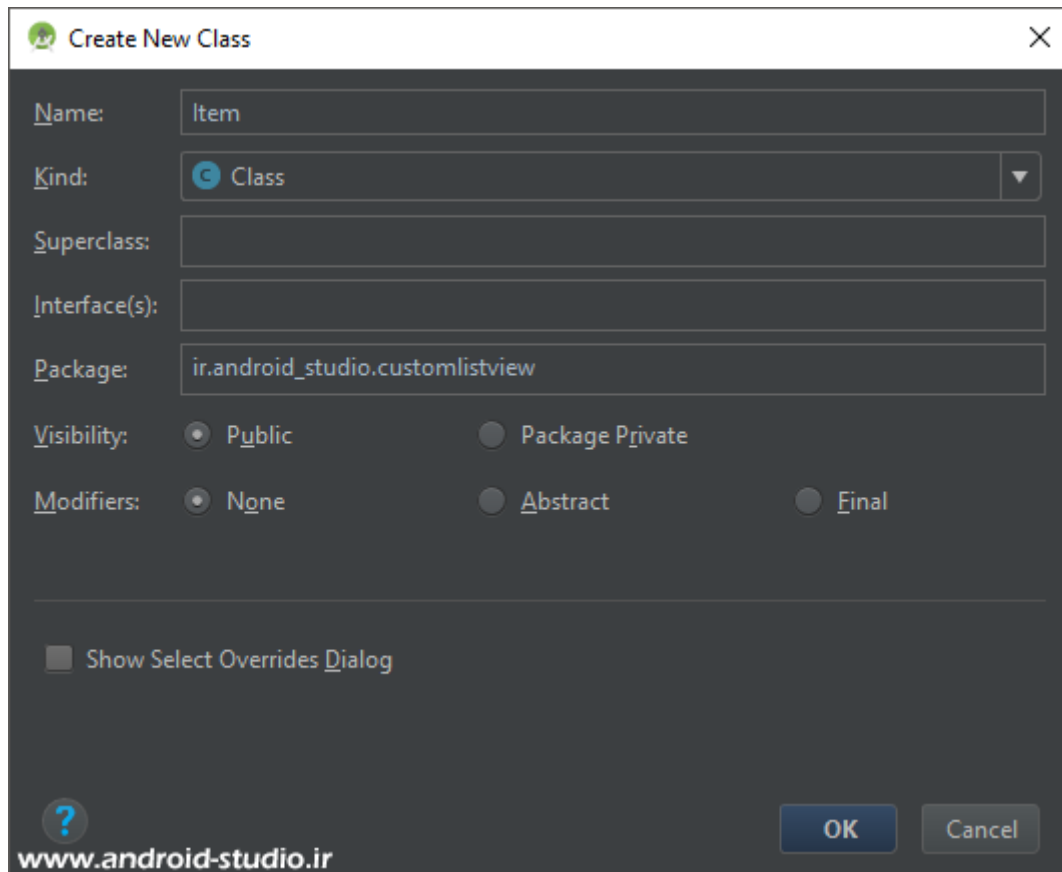 Create New Class
Name: Item
Kind: C Class
Superclass:
Interface(s):
Package: ir.android_studio.customlistview
Visibility: Public Package Private
Modifiers: None Abstract Final
Show Select Overrides Dialog
? OK Cancel
www.android-studio.ir